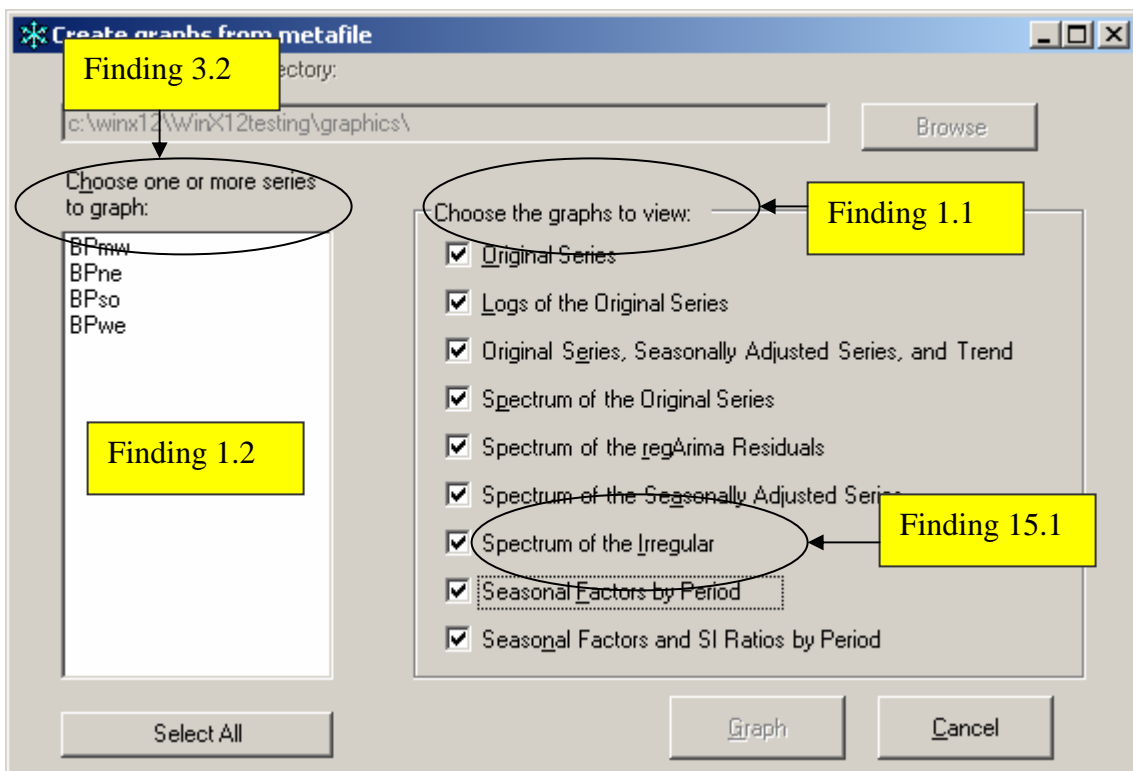 Create graphs from metafile
Finding 3.2
ectory:
c:\winx12\WinX12testing\graphics\
Browse
Choose one or more series
to graph:
BPmw
BPne
BPso
BPwe
Finding 1.2
Select All
Choose the graphs to view:
Finding 1.1
Original Series
Logs of the Original Series
Original Series, Seasonally Adjusted Series, and Trend
Spectrum of the Original Series
Spectrum of the regArima Residuals
Spectrum of the Seasonally Adjusted Series
Finding 15.1
Spectrum of the Irregular
Seasonal Factors by Period
Seasonal Factors and SI Ratios by Period
Graph
Cancel